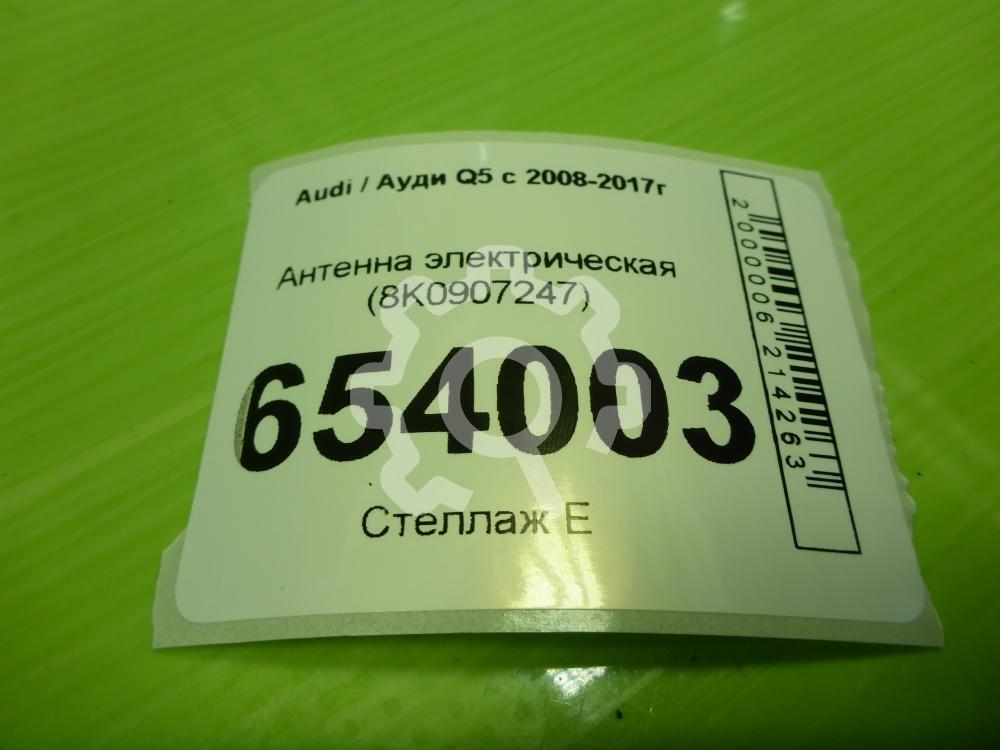 Audi / Ауди Q5 с 2008-2017г
Антенна электрическая
(8K0907247)
654003
Стеллаж Е
2000006214263